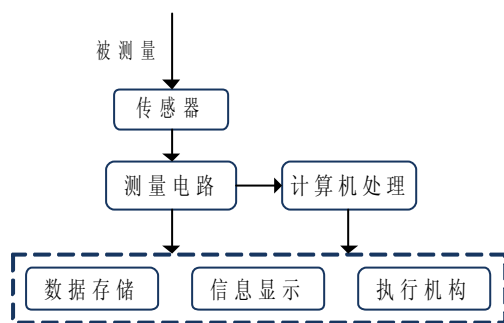 被测量
传感器
测量电路
计算机处理
数据存储
信息显示
执行机构